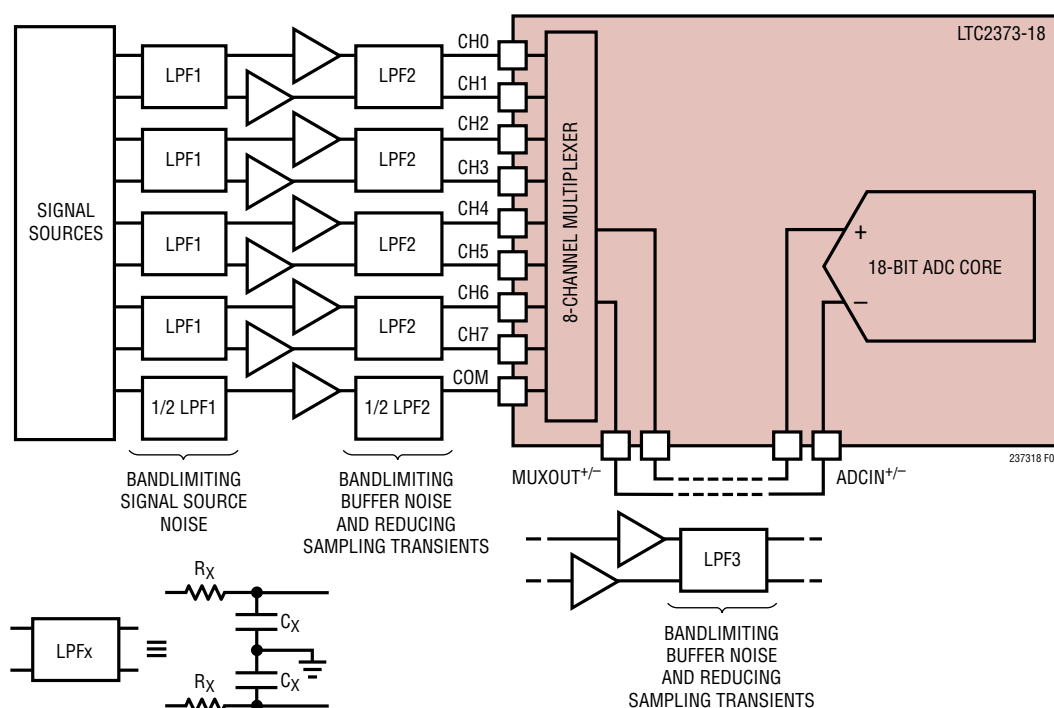 LTC2373-18
SIGNAL
SOURCES
LPF1
LPF1
LPF1
LPF1
1/2 LPF1
LPF2
LPF2
LPF2
LPF2
1/2 LPF2
CH0
CH1
CH2
CH3
CH4
CH5
CH6
CH7
COM
8-CHANNEL MULTIPLEXER
+
–
18-BIT ADC CORE
237318 F0
MUXOUT+/–
ADCIN+/–
BANDLIMITING
SIGNAL SOURCE
NOISE
BANDLIMITING
BUFFER NOISE
AND REDUCING
SAMPLING TRANSIENTS
LPF3
BANDLIMITING
BUFFER NOISE
AND REDUCING
SAMPLING TRANSIENTS
LPFx
≡
RX
CX
CX
RX